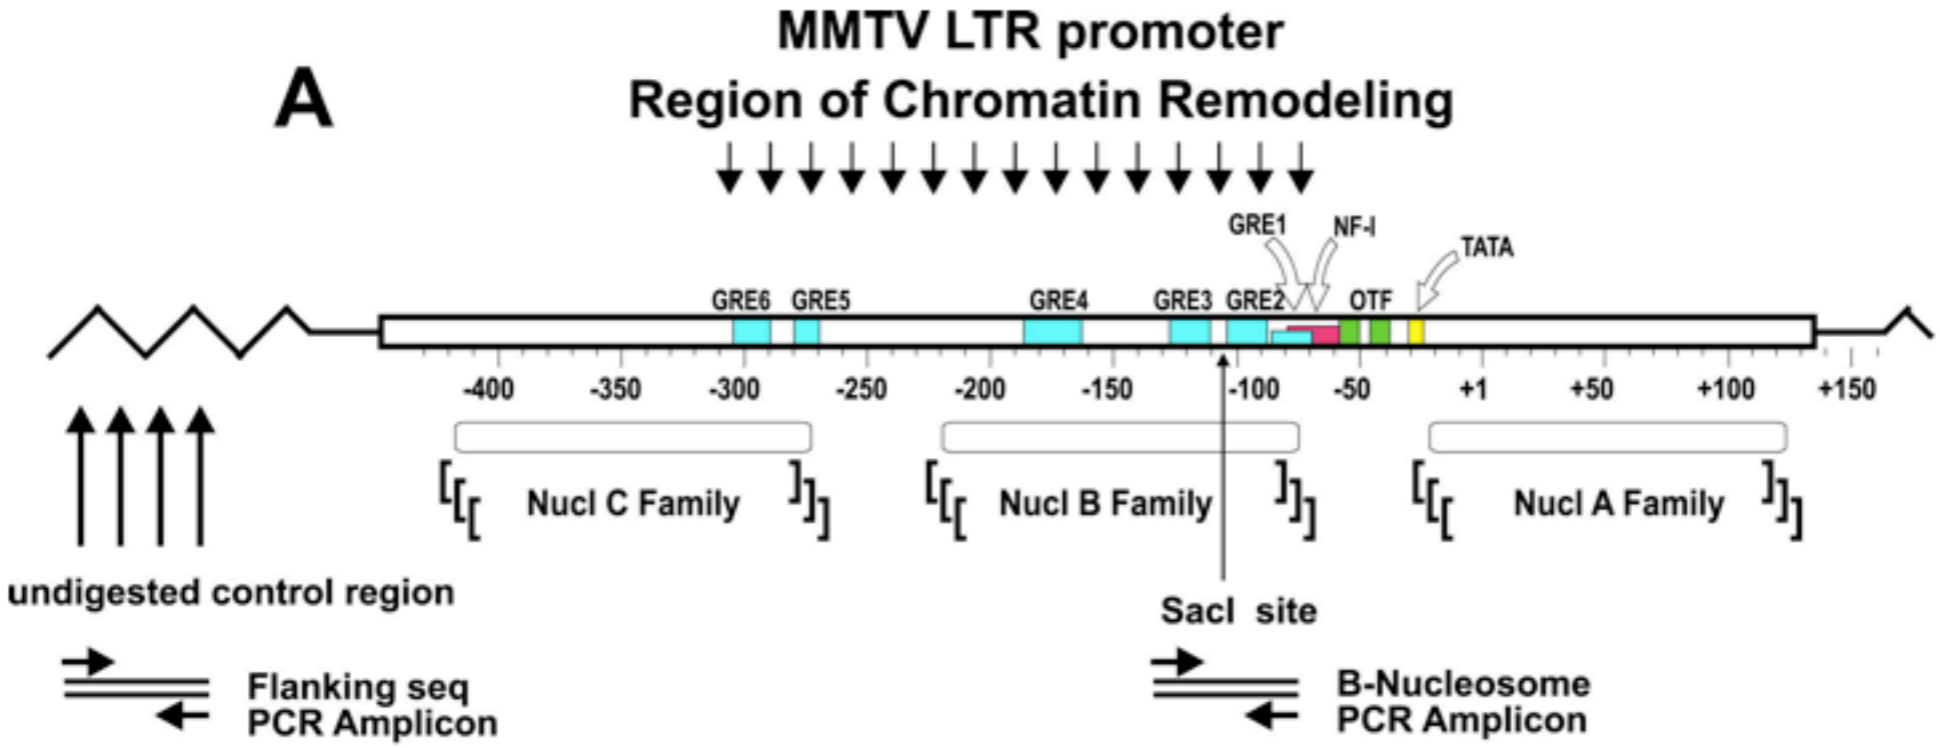 MMTV LTR promoter
A
Region of Chromatin Remodeling
GRE1
NF-I
TATA
GRE6 GRE5 GRE4 GRE3 GRE2 OTF
-400 -350 -300 -250 -200 -150 -100 -50 +1 +50 +100 +150
[[[ Nucl C Family ]]]
[[[ Nucl B Family ]]]
[[[ Nucl A Family ]]]
undigested control region
SacI site
Flanking seq
PCR Amplicon
B-Nucleosome
PCR Amplicon